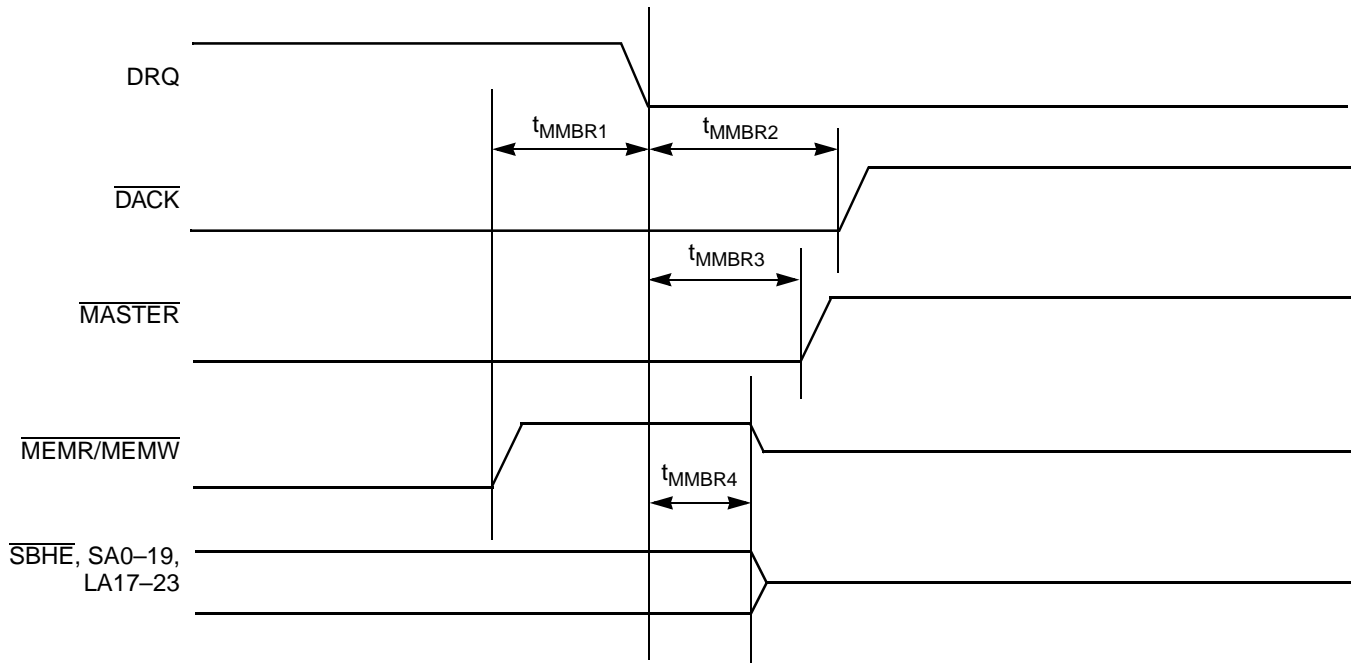 DRQ
tMMBR1
tMMBR2
DACK
tMMBR3
MASTER
MEMR/MEMW
tMMBR4
SBHE, SA0–19,
LA17–23